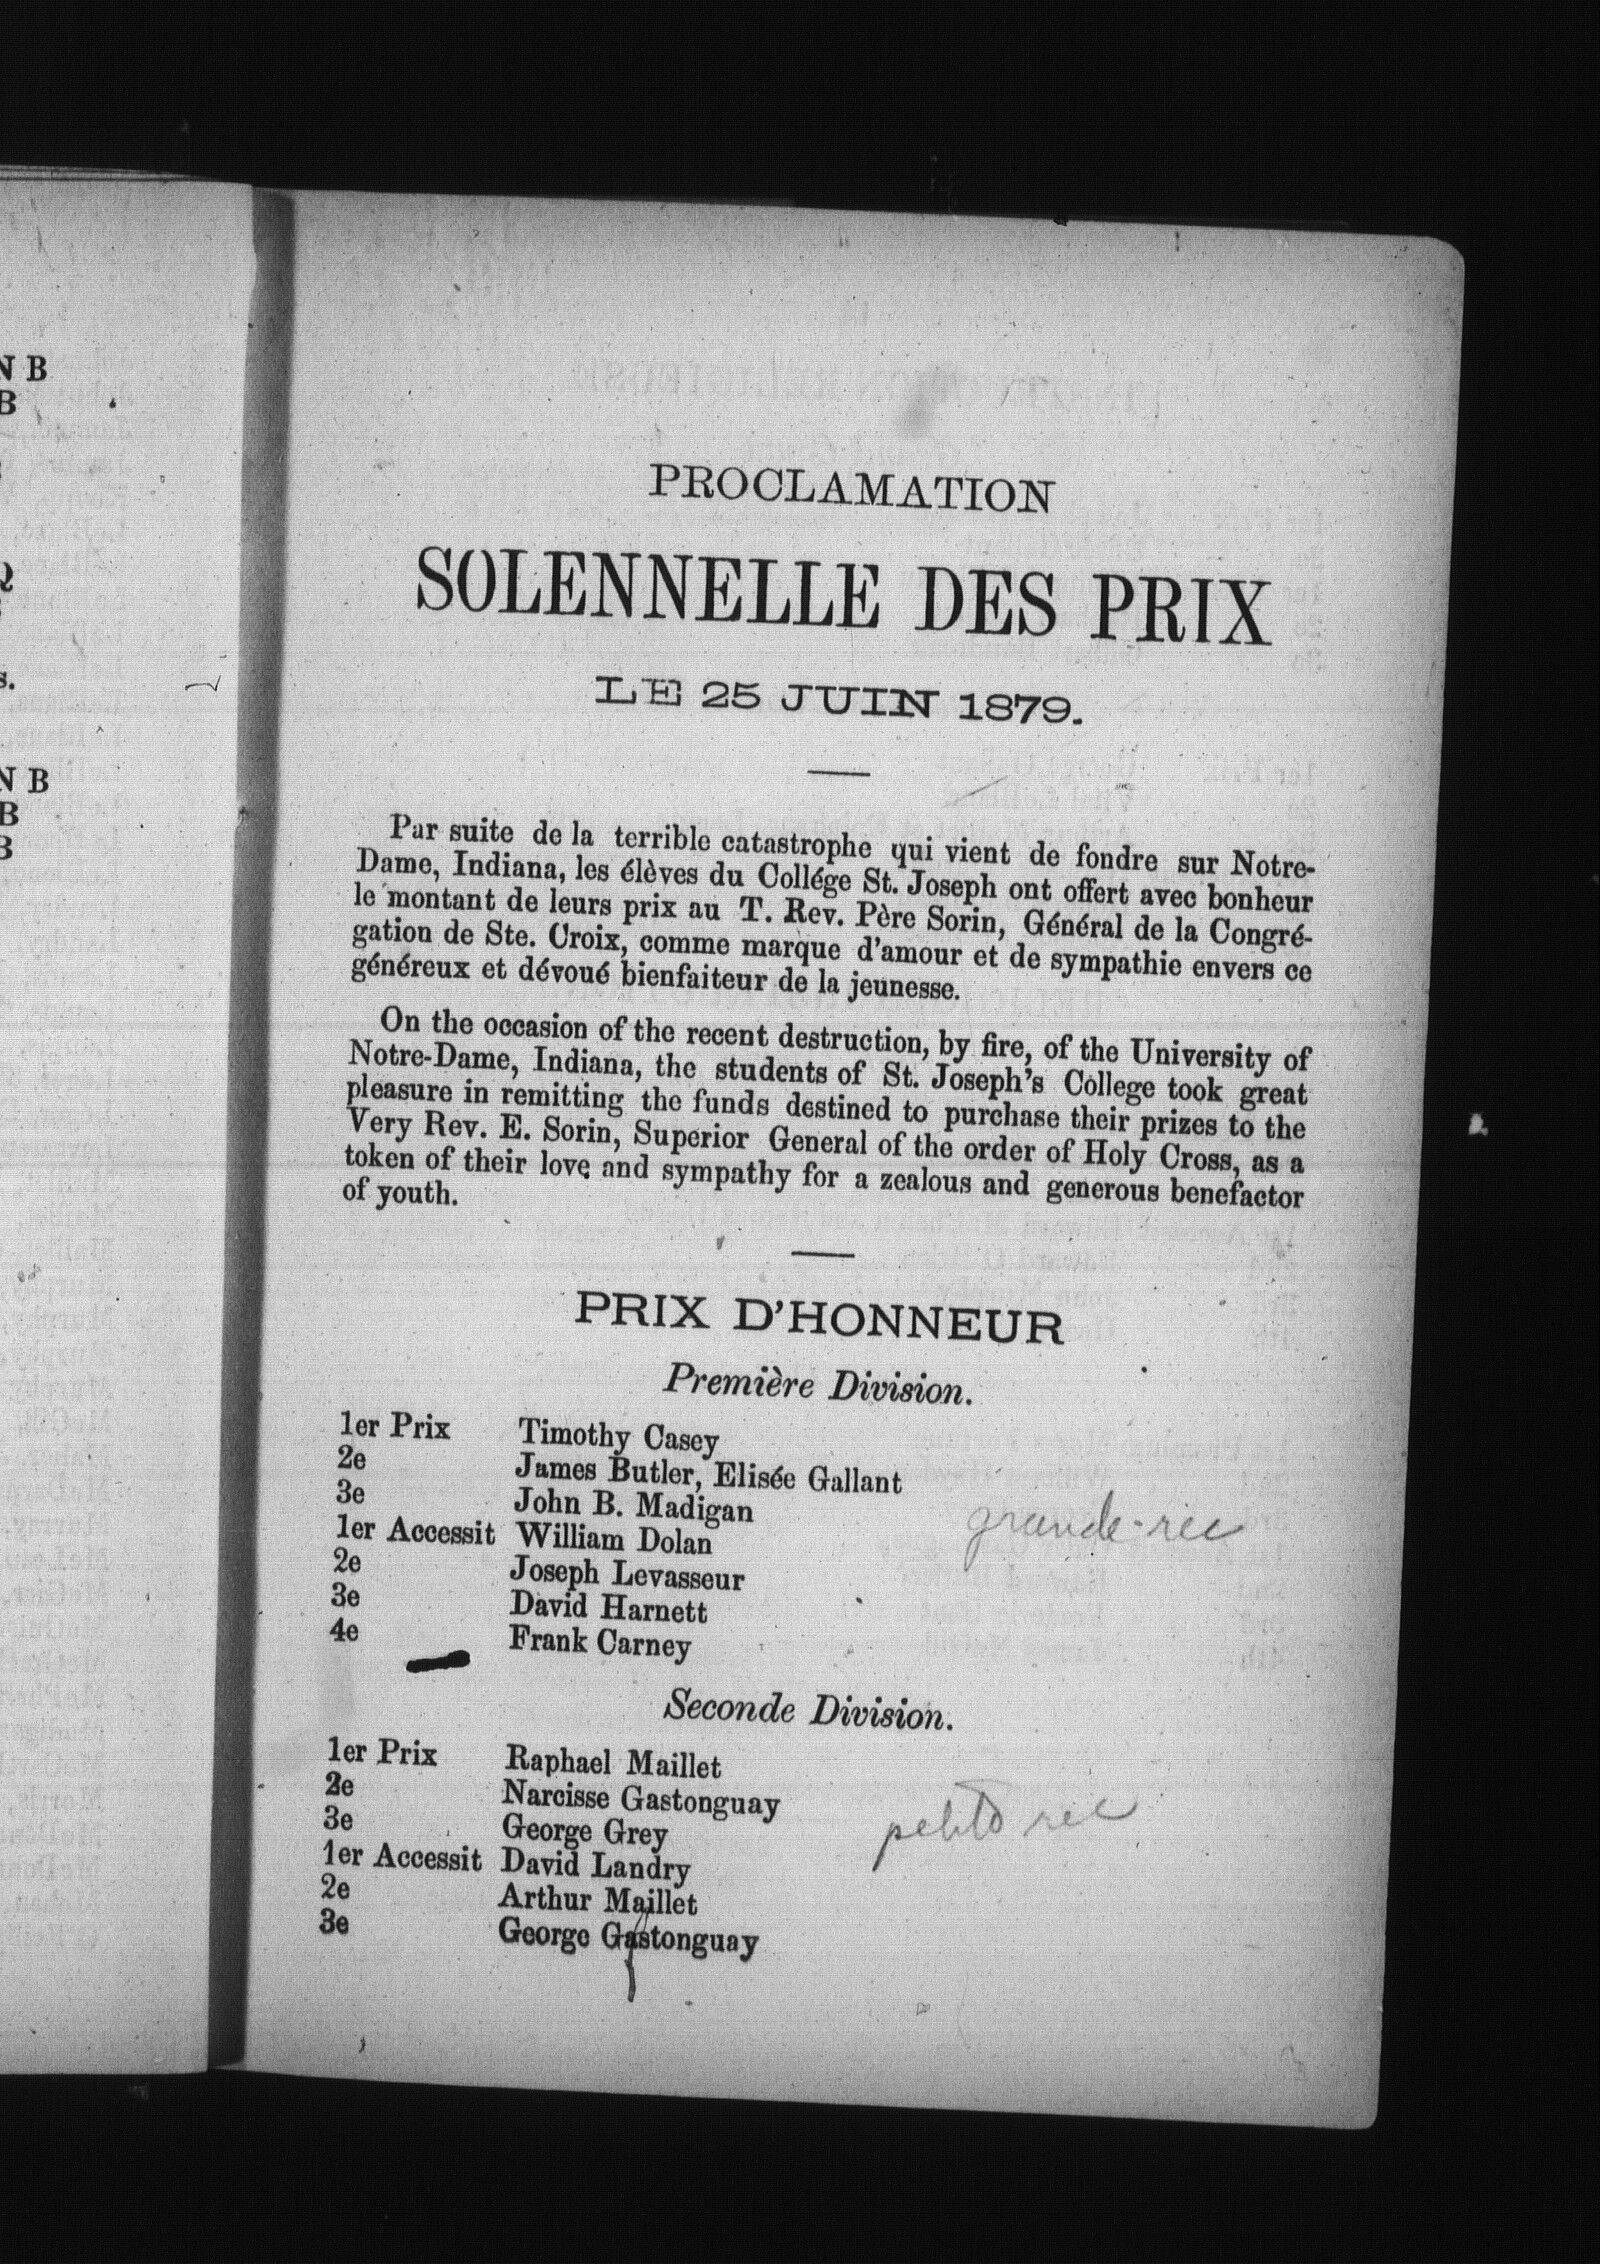 N B
B
Q
s.
N B
B
B
PROCLAMATION
SOLENNELLE DES PRIX
LE 25 JUIN 1879.
Par suite de la terrible catastrophe qui vient de fondre sur Notre-
Dame, Indiana, les élèves du Collége St. Joseph ont offert avec bonheur
le montant de leurs prix au T. Rev. Père Sorin, Général de la Congré-
gation de Ste. Croix, comme marque d'amour et de sympathie envers ce
généreux et dévoué bienfaiteur de la jeunesse.
On the occasion of the recent destruction, by fire, of the University of
Notre-Dame, Indiana, the students of St. Joseph's College took great
pleasure in remitting the funds destined to purchase their prizes to the
Very Rev. E. Sorin, Superior General of the order of Holy Cross, as a
token of their love and sympathy for a zealous and generous benefactor
of youth.
PRIX D'HONNEUR
Première Division.
1er Prix Timothy Casey
2e James Butler, Elisée Gallant
3e John B. Madigan
1er Accessit William Dolan
2e Joseph Levasseur
3e David Harnett
4e Frank Carney
grande-rec
Seconde Division.
1er Prix Raphael Maillet
2e Narcisse Gastonguay
3e George Grey
1er Accessit David Landry
2e Arthur Maillet
3e George Gastonguay
rec